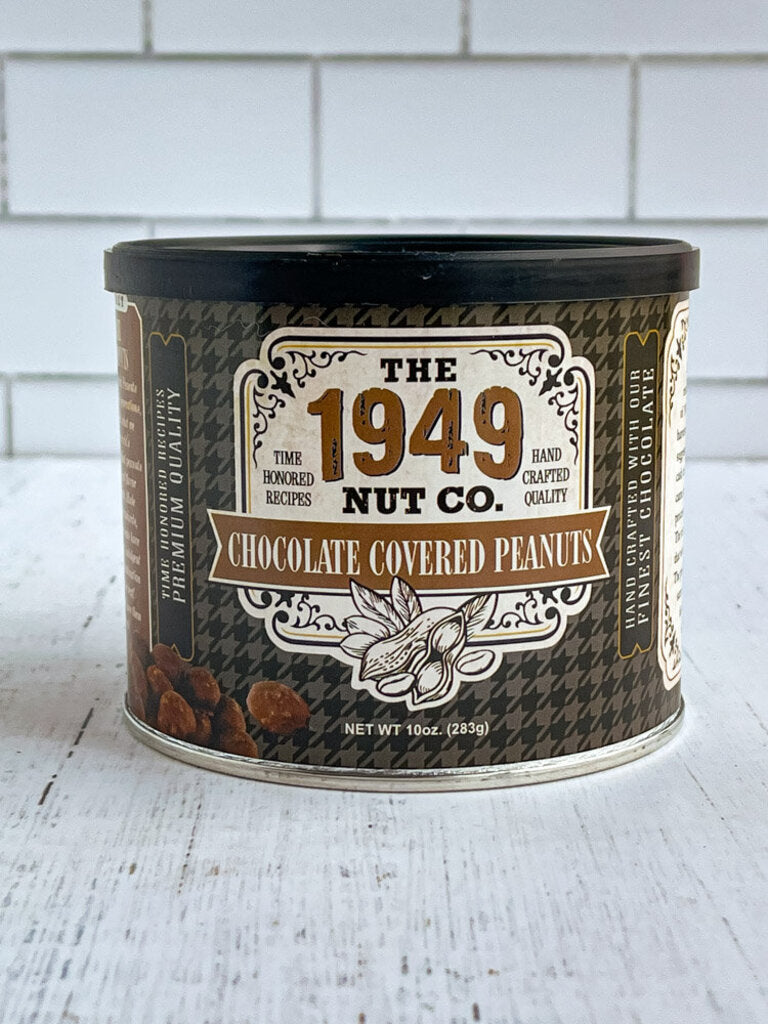 THE
1949
NUT CO.
TIME
HONORED
RECIPES
HAND
CRAFTED
QUALITY
CHOCOLATE COVERED PEANUTS
NET WT 10oz. (283g)
TIME HONORED RECIPES
PREMIUM QUALITY
HAND CRAFTED WITH OUR
FINEST CHOCOLATE